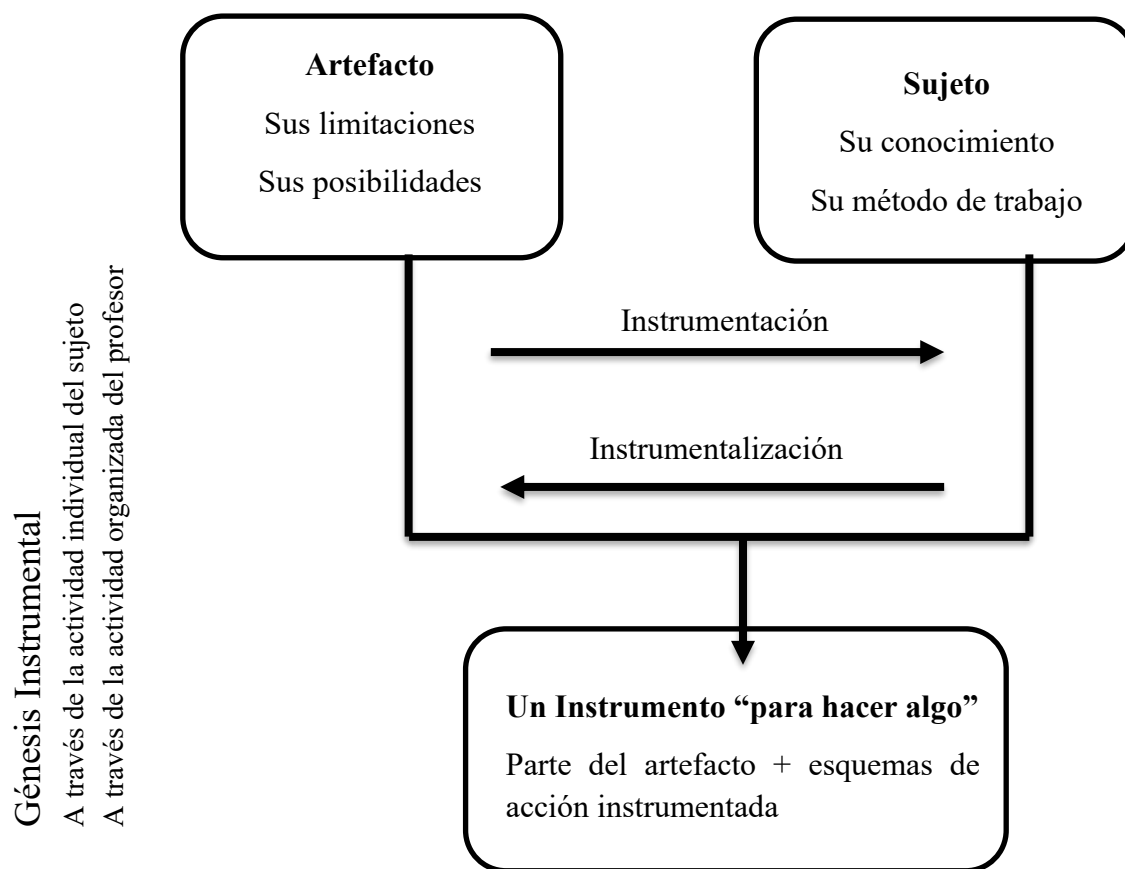 Artefacto
Sus limitaciones
Sus posibilidades
Sujeto
Su conocimiento
Su método de trabajo
Instrumentación
Instrumentalización
Génesis Instrumental
A través de la actividad individual del sujeto
A través de la actividad organizada del profesor
Un Instrumento “para hacer algo”
Parte del artefacto + esquemas de
acción instrumentada